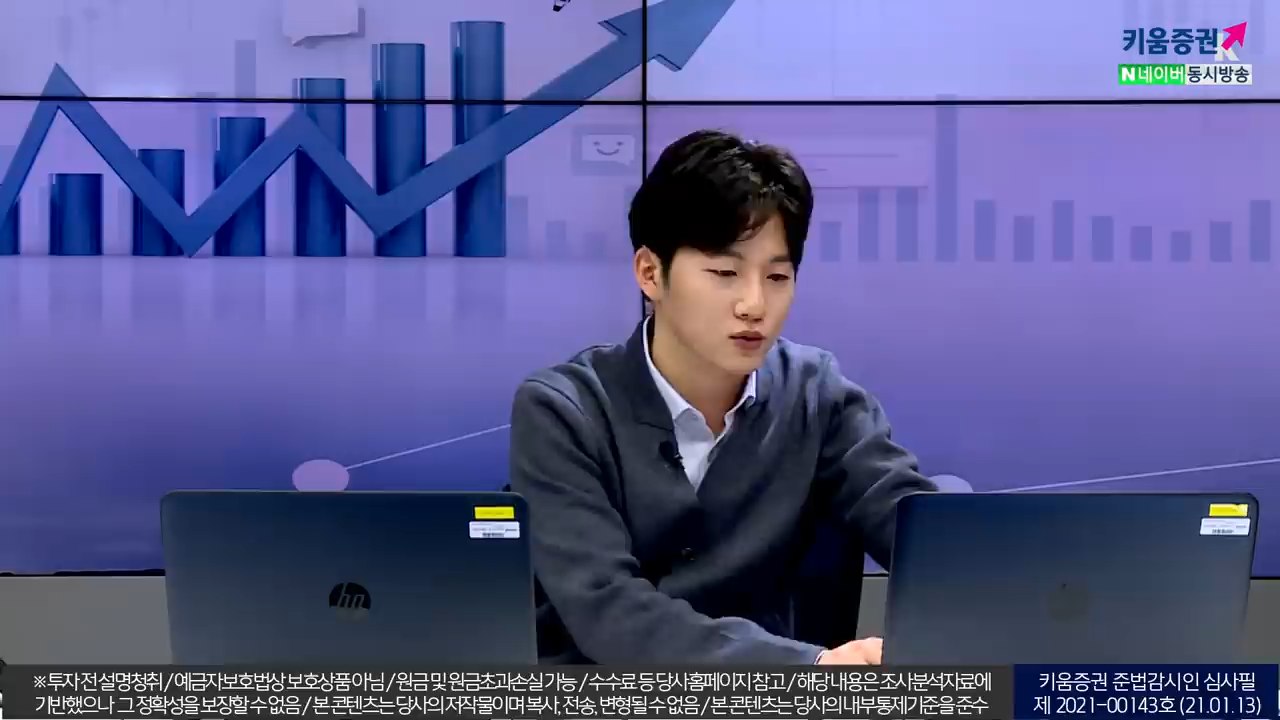 키움증권
N네이버동시방송
hp
※ 투자 전 설명청취 / 예금자보호법상 보호상품 아님 / 원금 및 원금초과손실 가능 / 수수료 등 당사홈페이지 참고 / 해당 내용은 조사분석자료에
기반했으나 그 정확성을 보장할 수 없음 / 본 콘텐츠는 당사의 저작물이며 복사, 전송, 변형될 수 없음 / 본 콘텐츠는 당사의 내부통제기준을 준수
키움증권 준법감시인 심사필
제 2021-00143호 (21.01.13)